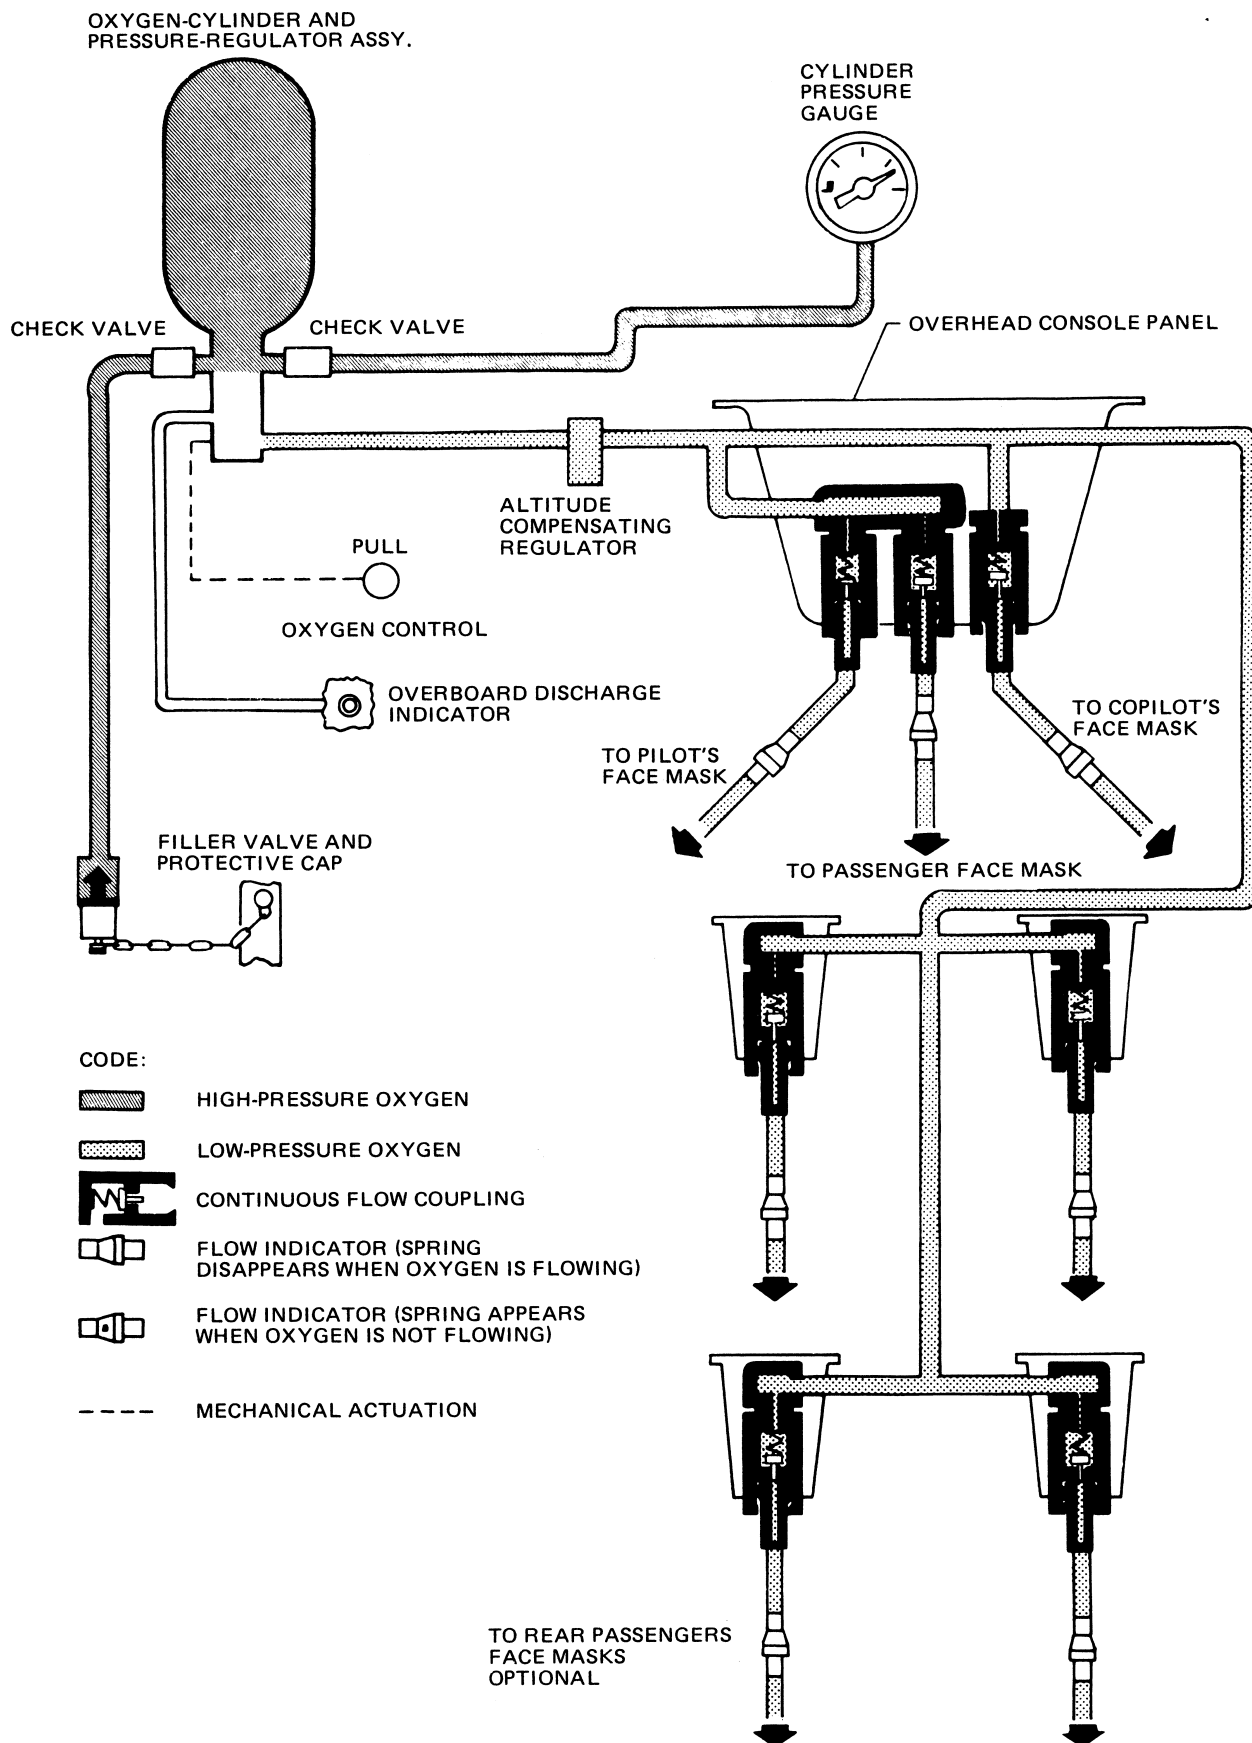 OXYGEN-CYLINDER AND
PRESSURE-REGULATOR ASSY.
CYLINDER
PRESSURE
GAUGE
CHECK VALVE
CHECK VALVE
OVERHEAD CONSOLE PANEL
ALTITUDE
COMPENSATING
REGULATOR
PULL
OXYGEN CONTROL
OVERBOARD DISCHARGE
INDICATOR
TO COPILOT'S
FACE MASK
TO PILOT'S
FACE MASK
FILLER VALVE AND
PROTECTIVE CAP
TO PASSENGER FACE MASK
CODE:
HIGH-PRESSURE OXYGEN
LOW-PRESSURE OXYGEN
CONTINUOUS FLOW COUPLING
FLOW INDICATOR (SPRING
DISAPPEARS WHEN OXYGEN IS FLOWING)
FLOW INDICATOR (SPRING APPEARS
WHEN OXYGEN IS NOT FLOWING)
MECHANICAL ACTUATION
TO REAR PASSENGERS
FACE MASKS
OPTIONAL